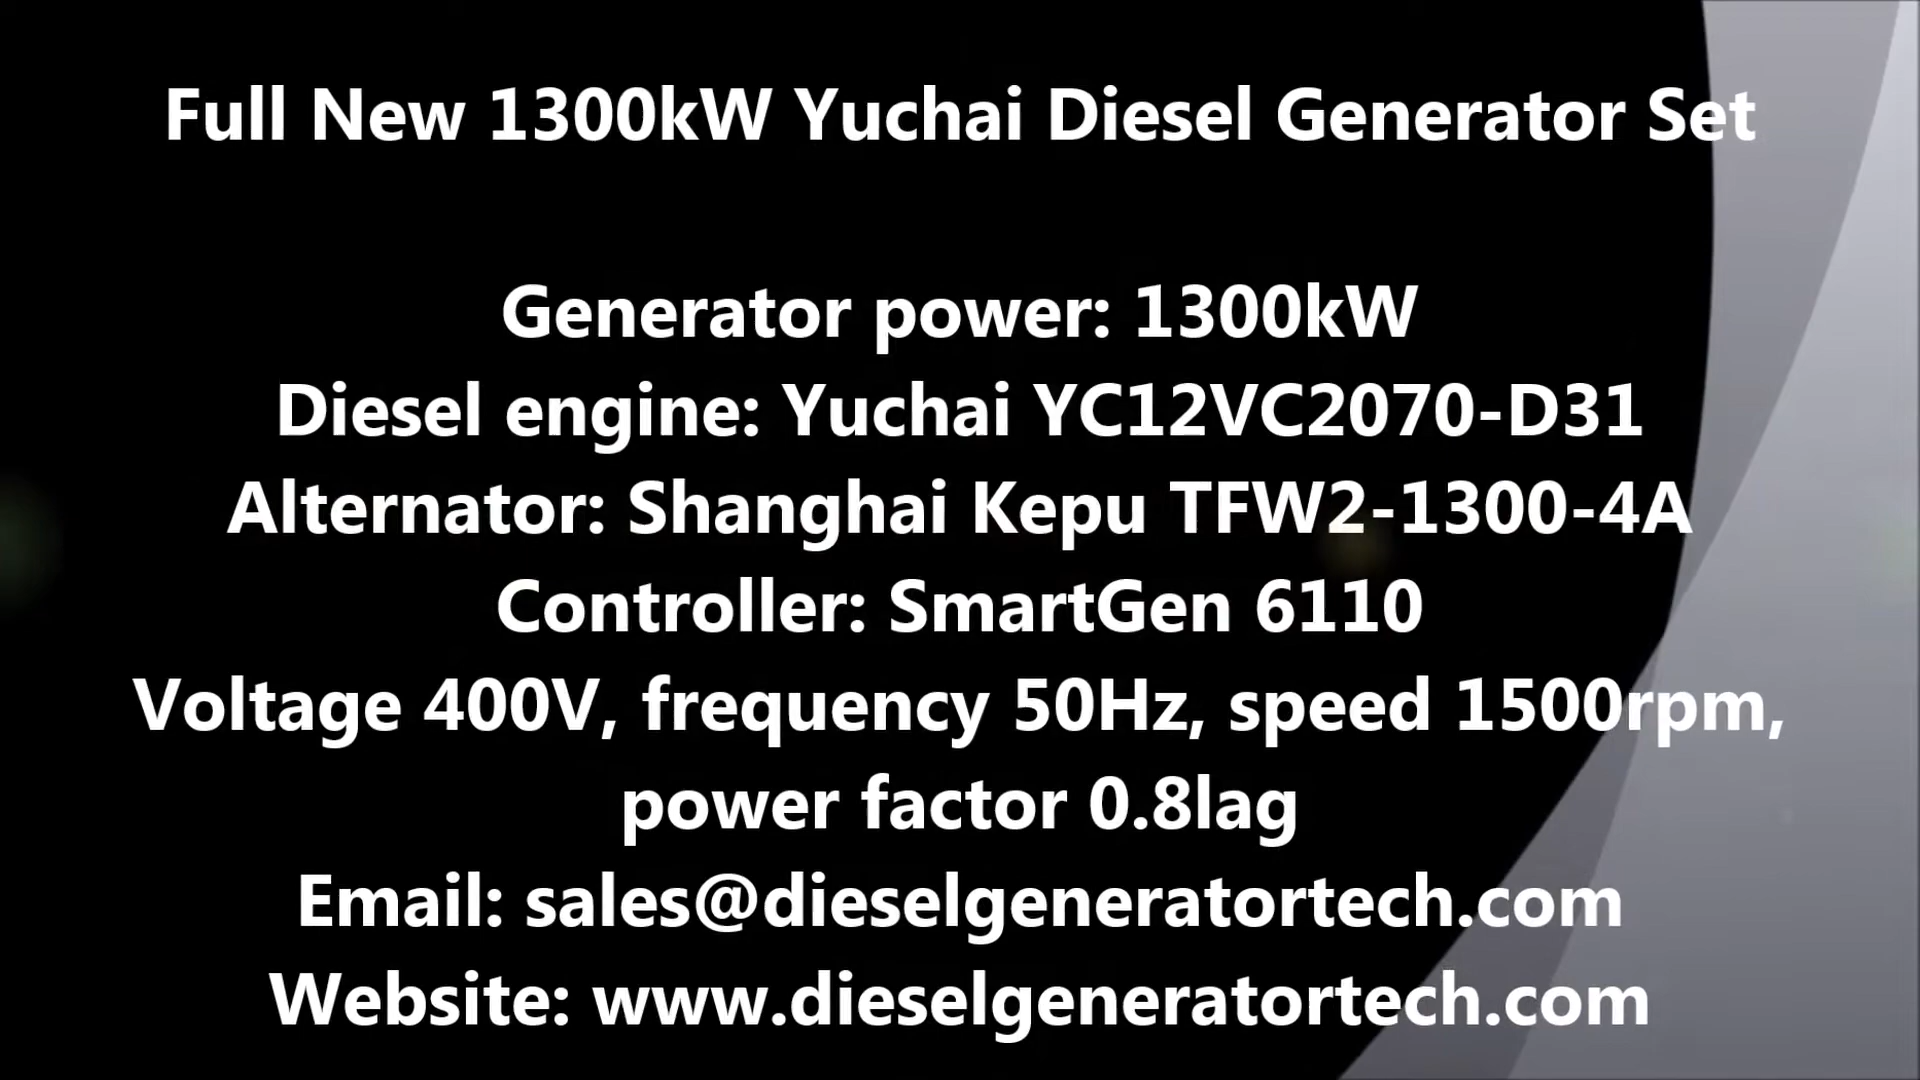 Full New 1300kW Yuchai Diesel Generator Set
Generator power: 1300kW
Diesel engine: Yuchai YC12VC2070-D31
Alternator: Shanghai Kepu TFW2-1300-4A
Controller: SmartGen 6110
Voltage 400V, frequency 50Hz, speed 1500rpm,
power factor 0.8lag
Email: sales@dieselgeneratortech.com
Website: www.dieselgeneratortech.com